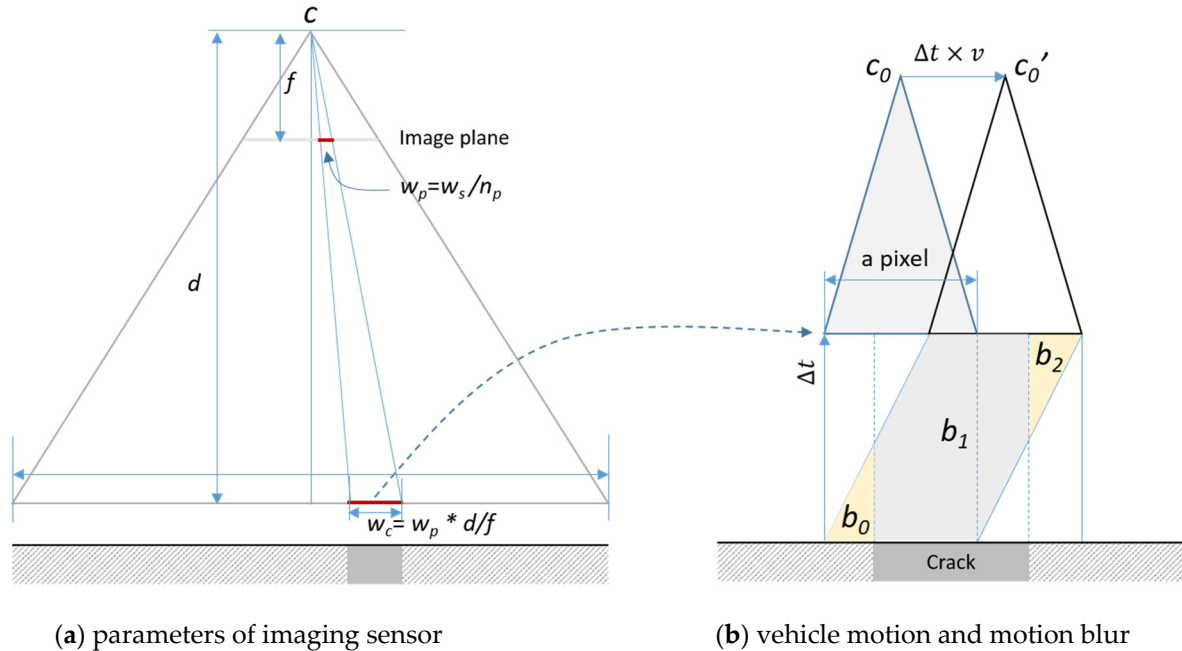 c
f
Image plane
w_p=w_s/n_p
d
w_c= w_p * d/f
(a) parameters of imaging sensor
c_0
Δt × v
c_0'
a pixel
Δt
b_2
b_1
b_0
Crack
(b) vehicle motion and motion blur